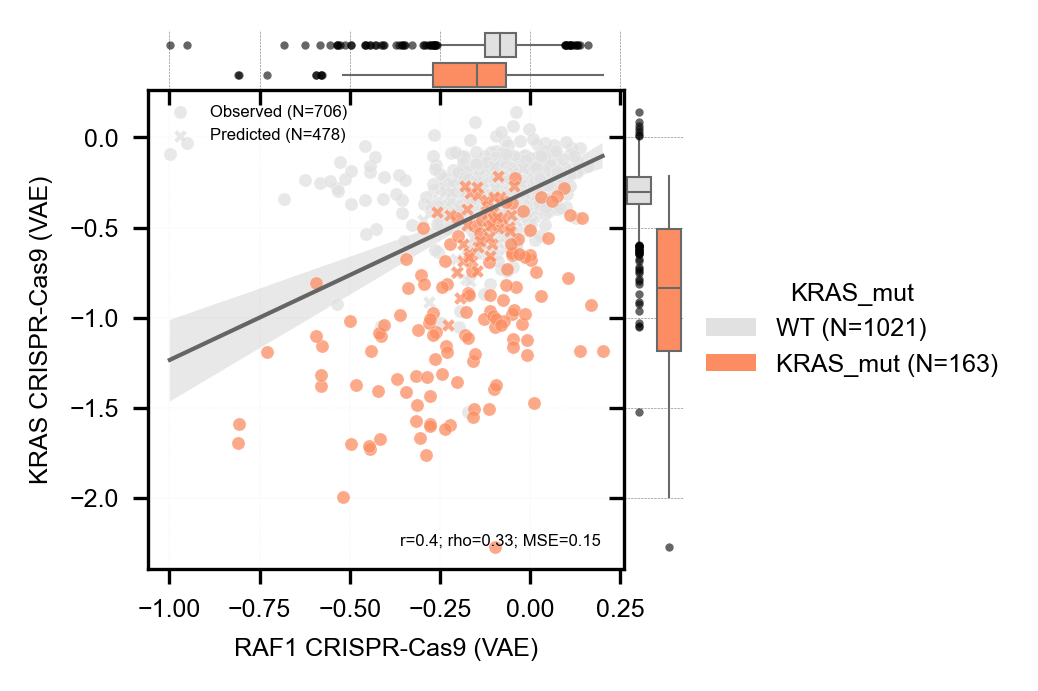 Observed (N=706)
Predicted (N=478)
0.0
−0.5
−1.0
−1.5
−2.0
KRAS CRISPR-Cas9 (VAE)
r=0.4; rho=0.33; MSE=0.15
−1.00 −0.75 −0.50 −0.25 0.00 0.25
RAF1 CRISPR-Cas9 (VAE)
KRAS_mut
WT (N=1021)
KRAS_mut (N=163)